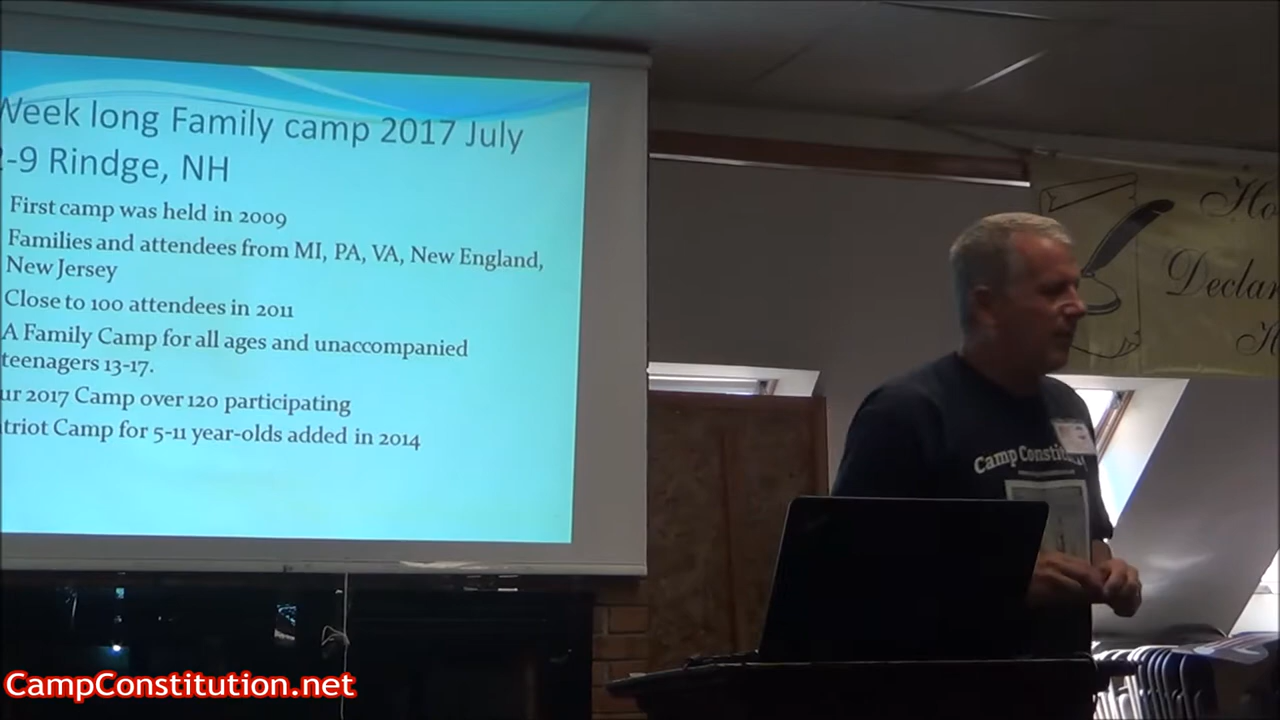 Week long Family camp 2017 July
-9 Rindge, NH
First camp was held in 2009
Families and attendees from MI, PA, VA, New England,
New Jersey
Close to 100 attendees in 2011
A Family Camp for all ages and unaccompanied
teenagers 13-17.
ur 2017 Camp over 120 participating
triot Camp for 5-11 year-olds added in 2014
Ho
Declar
Camp Constitu
CampConstitution.net